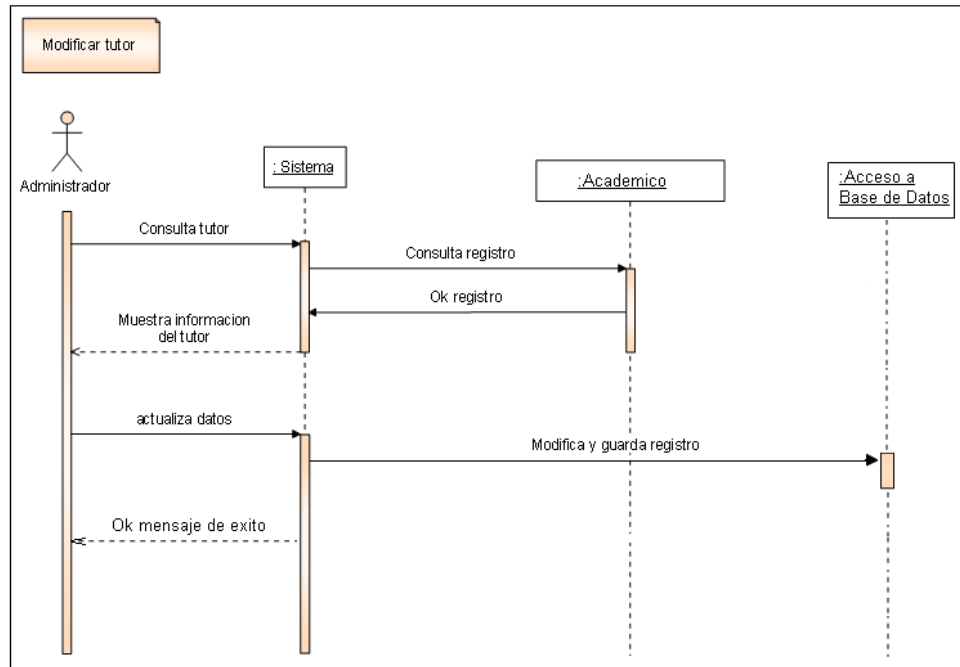 Modificar tutor
Administrador
: Sistema
:Academico
:Acceso a
Base de Datos
Consulta tutor
Consulta registro
Ok registro
Muestra informacion
del tutor
actualiza datos
Modifica y guarda registro
Ok mensaje de exito